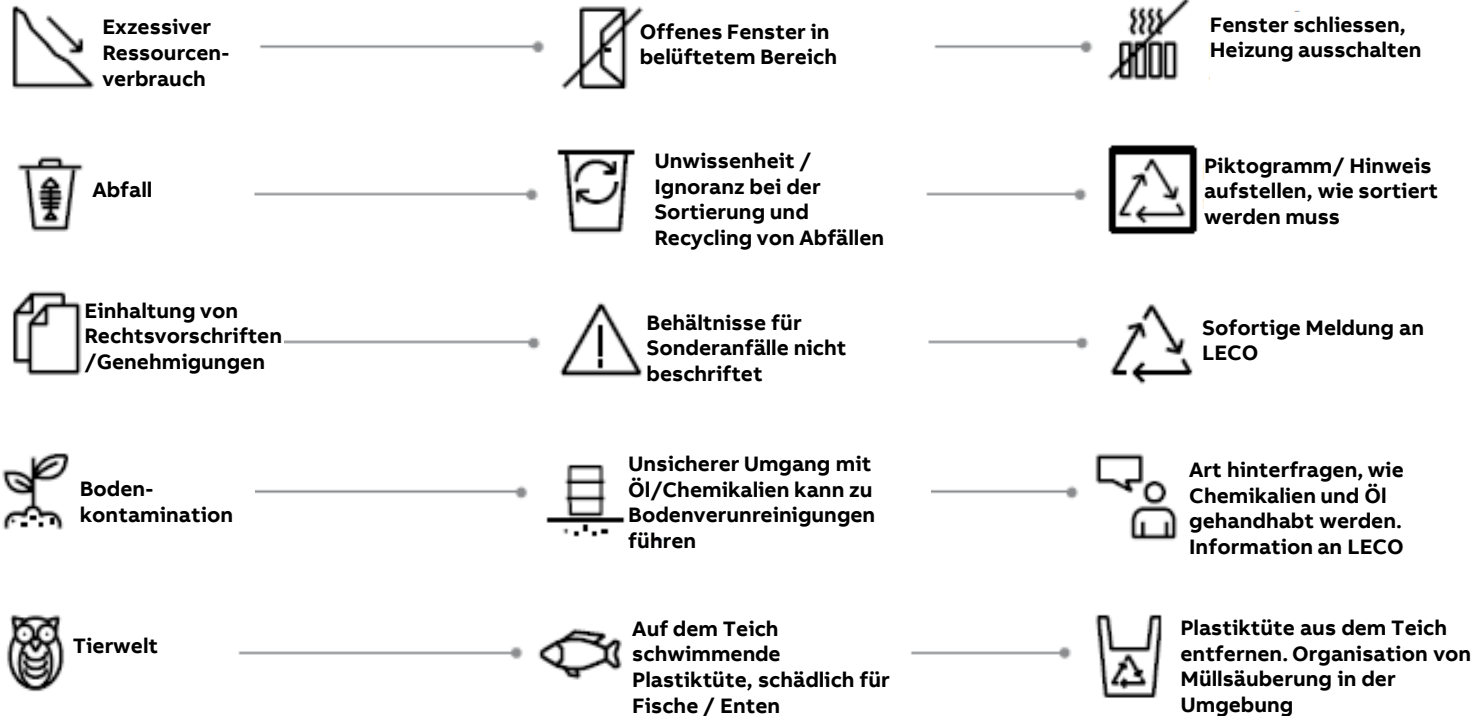 Exzessiver
Ressourcen-
verbrauch
Offenes Fenster in
belüftetem Bereich
Fenster schliessen,
Heizung ausschalten
Abfall
Unwissenheit /
Ignoranz bei der
Sortierung und
Recycling von Abfällen
Piktogramm/ Hinweis
aufstellen, wie sortiert
werden muss
Einhaltung von
Rechtsvorschriften
/Genehmigungen
Behältnisse für
Sonderanfälle nicht
beschriftet
Sofortige Meldung an
LECO
Boden-
kontamination
Unsicherer Umgang mit
Öl/Chemikalien kann zu
Bodenverunreinigungen
führen
Art hinterfragen, wie
Chemikalien und Öl
gehandhabt werden.
Information an LECO
Tierwelt
Auf dem Teich
schwimmende
Plastiktüte, schädlich für
Fische / Enten
Plastiktüte aus dem Teich
entfernen. Organisation von
Müllsäuberung in der
Umgebung